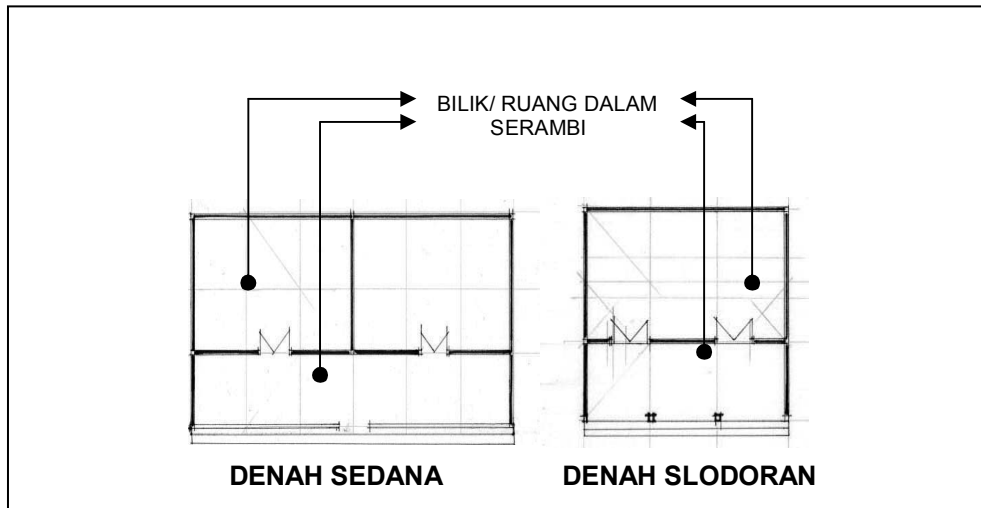 BILIK/ RUANG DALAM
SERAMBI
DENAH SEDANA
DENAH SLODORAN